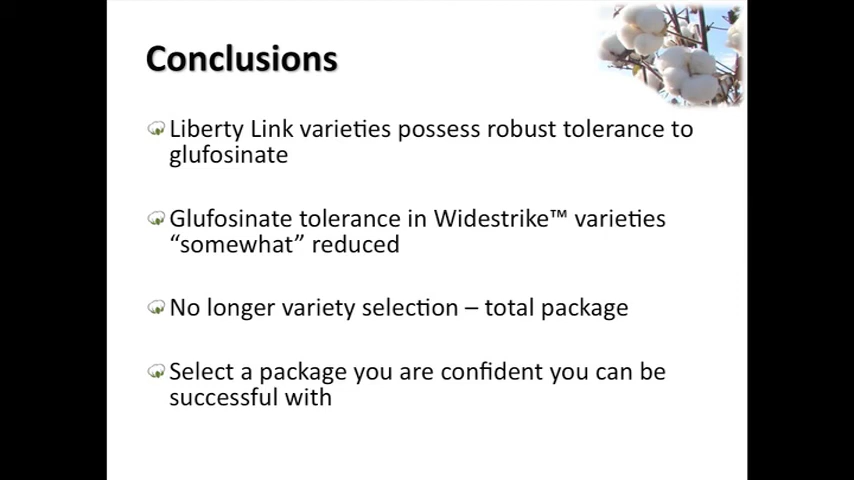 Conclusions
Liberty Link varieties possess robust tolerance to
glufosinate
Glufosinate tolerance in Widestrike™ varieties
“somewhat” reduced
No longer variety selection – total package
Select a package you are confident you can be
successful with